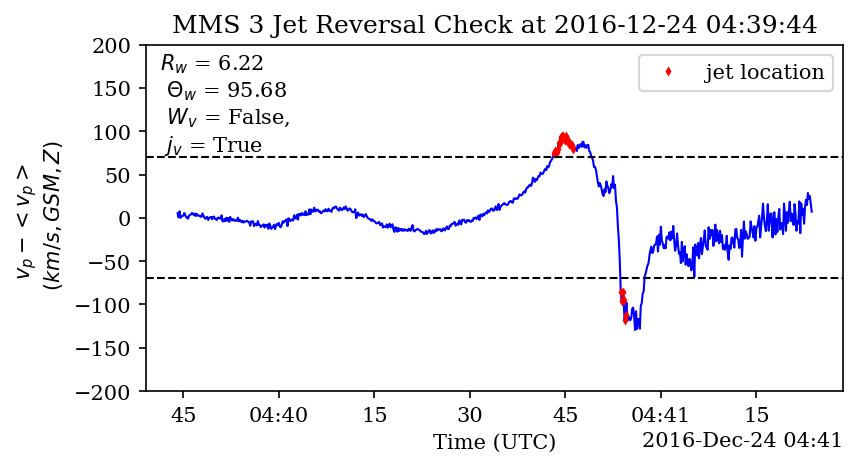 MMS 3 Jet Reversal Check at 2016-12-24 04:39:44
R_w = 6.22
Θ_w = 95.68
W_v = False,
j_v = True
jet location
v_p − < v_p >
(km/s, GSM, Z)
200
150
100
50
0
−50
−100
−150
−200
45
04:40
15
30
45
04:41
15
Time (UTC)
2016-Dec-24 04:41